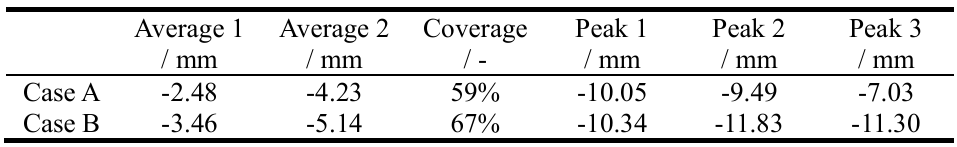 Average 1 Average 2 Coverage Peak 1 Peak 2 Peak 3
/ mm / mm / - / mm / mm / mm
Case A -2.48 -4.23 59% -10.05 -9.49 -7.03
Case B -3.46 -5.14 67% -10.34 -11.83 -11.30